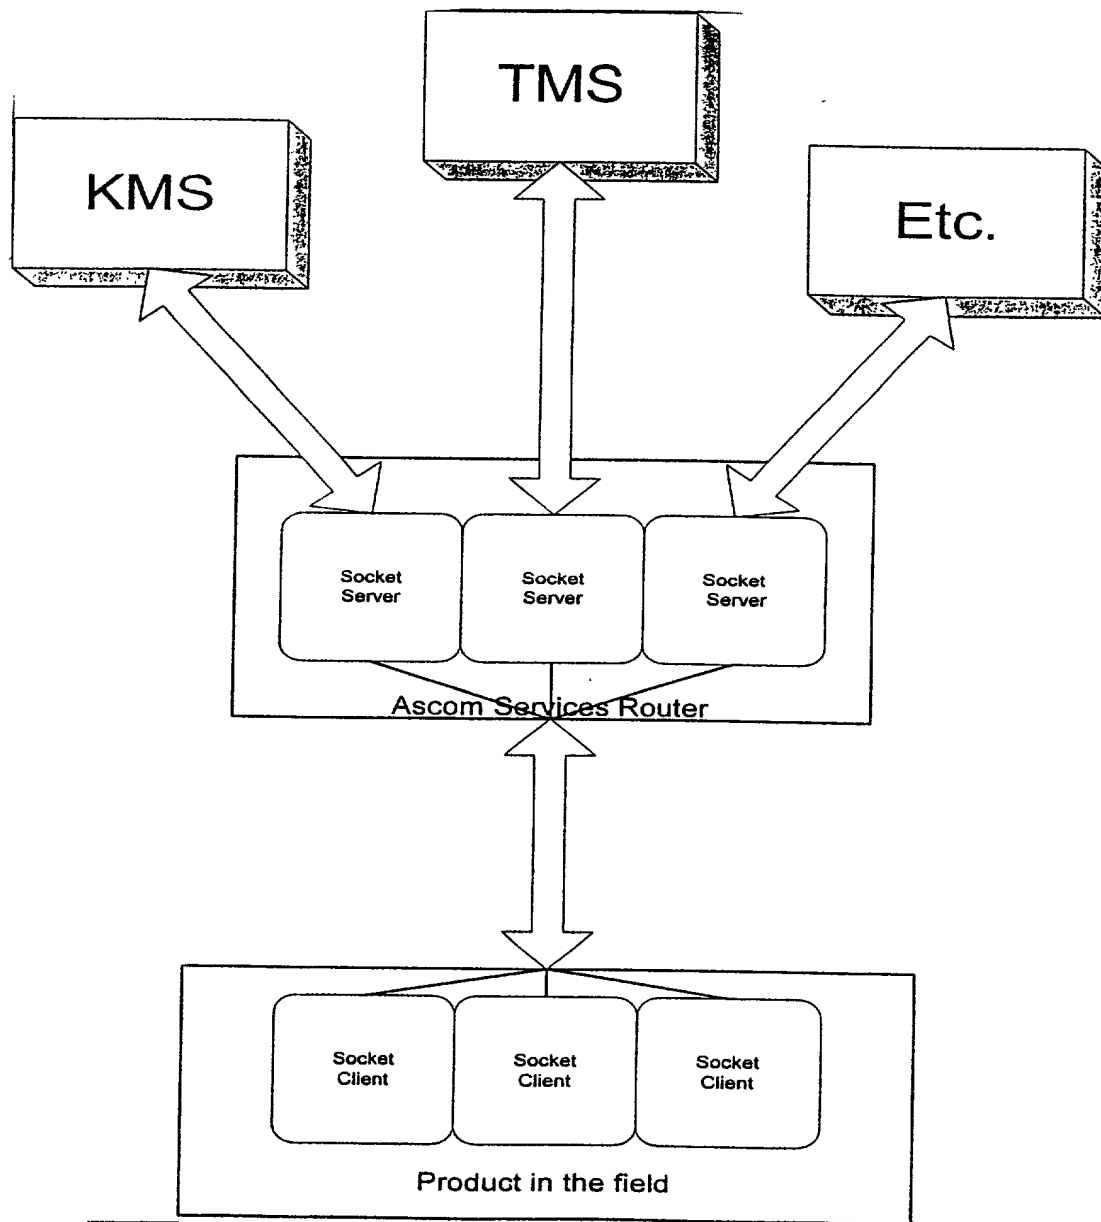 TMS
KMS
Etc.
Socket
Server
Socket
Server
Socket
Server
Ascom Services Router
Socket
Client
Socket
Client
Socket
Client
Product in the field